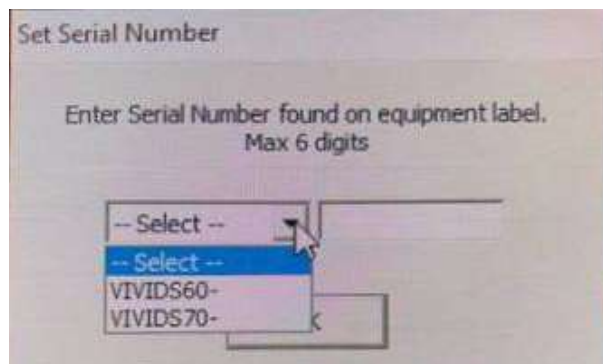 Set Serial Number
Enter Serial Number found on equipment label.
Max 6 digits
-- Select --
-- Select --
VIVIDS60-
VIVIDS70-